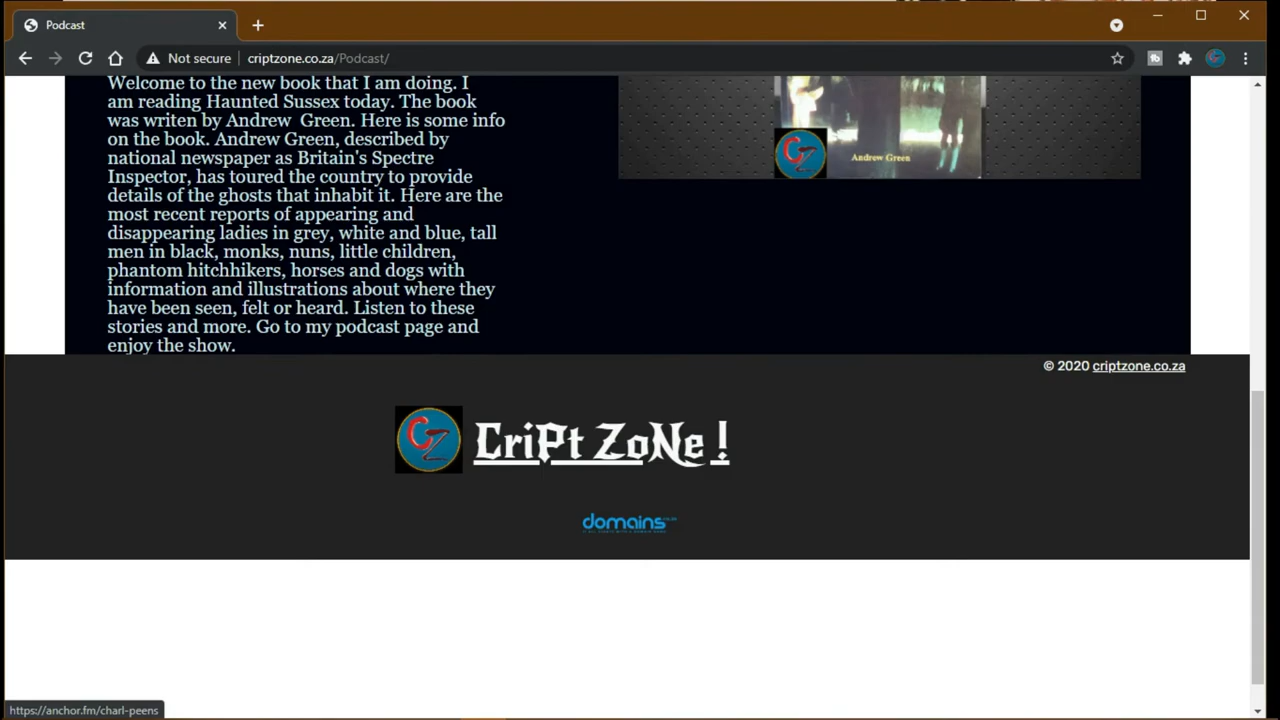 Podcast
Not secure
criptzone.co.za/Podcast/
Welcome to the new book that I am doing. I
am reading Haunted Sussex today. The book
was writen by Andrew  Green. Here is some info
on the book. Andrew Green, described by
national newspaper as Britain's Spectre
Inspector, has toured the country to provide
details of the ghosts that inhabit it. Here are the
most recent reports of appearing and
disappearing ladies in grey, white and blue, tall
men in black, monks, nuns, little children,
phantom hitchhikers, horses and dogs with
information and illustrations about where they
have been seen, felt or heard. Listen to these
stories and more. Go to my podcast page and
enjoy the show.
CZ
Andrew Green
© 2020 criptzone.co.za
CZ
CriPt ZoNe !
domains
https://anchor.fm/charl-peens